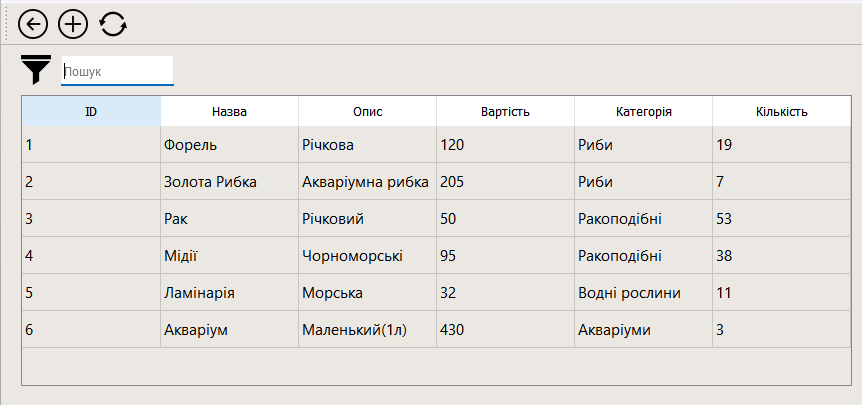 Пошук
ID Назва Опис Вартість Категорія Кількість
1 Форель Річкова 120 Риби 19
2 Золота Рибка Акваріумна рибка 205 Риби 7
3 Рак Річковий 50 Ракоподібні 53
4 Мідії Чорноморські 95 Ракоподібні 38
5 Ламінарія Морська 32 Водні рослини 11
6 Акваріум Маленький(1л) 430 Акваріуми 3